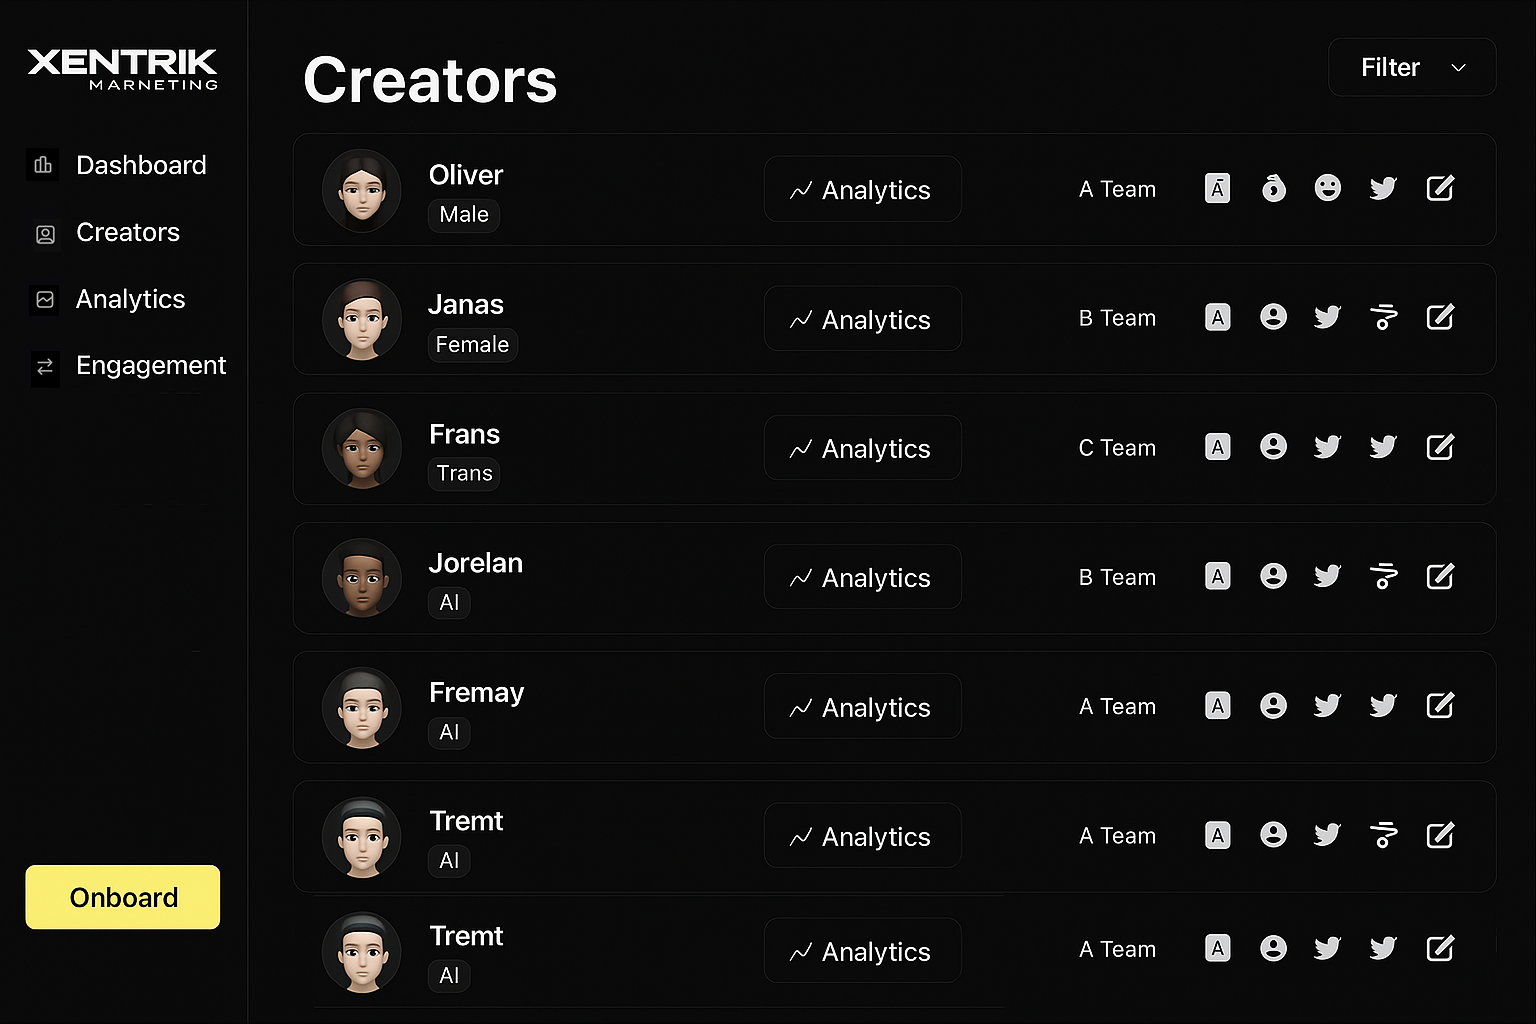 XENTRIK
MARNETING
Dashboard
Creators
Analytics
Engagement
Onboard
Creators
Filter
Oliver
Male
Analytics
A Team
Ā
Janas
Female
Analytics
B Team
A
Frans
Trans
Analytics
C Team
A
Jorelan
AI
Analytics
B Team
A
Fremay
AI
Analytics
A Team
A
Tremt
AI
Analytics
A Team
A
Tremt
AI
Analytics
A Team
A